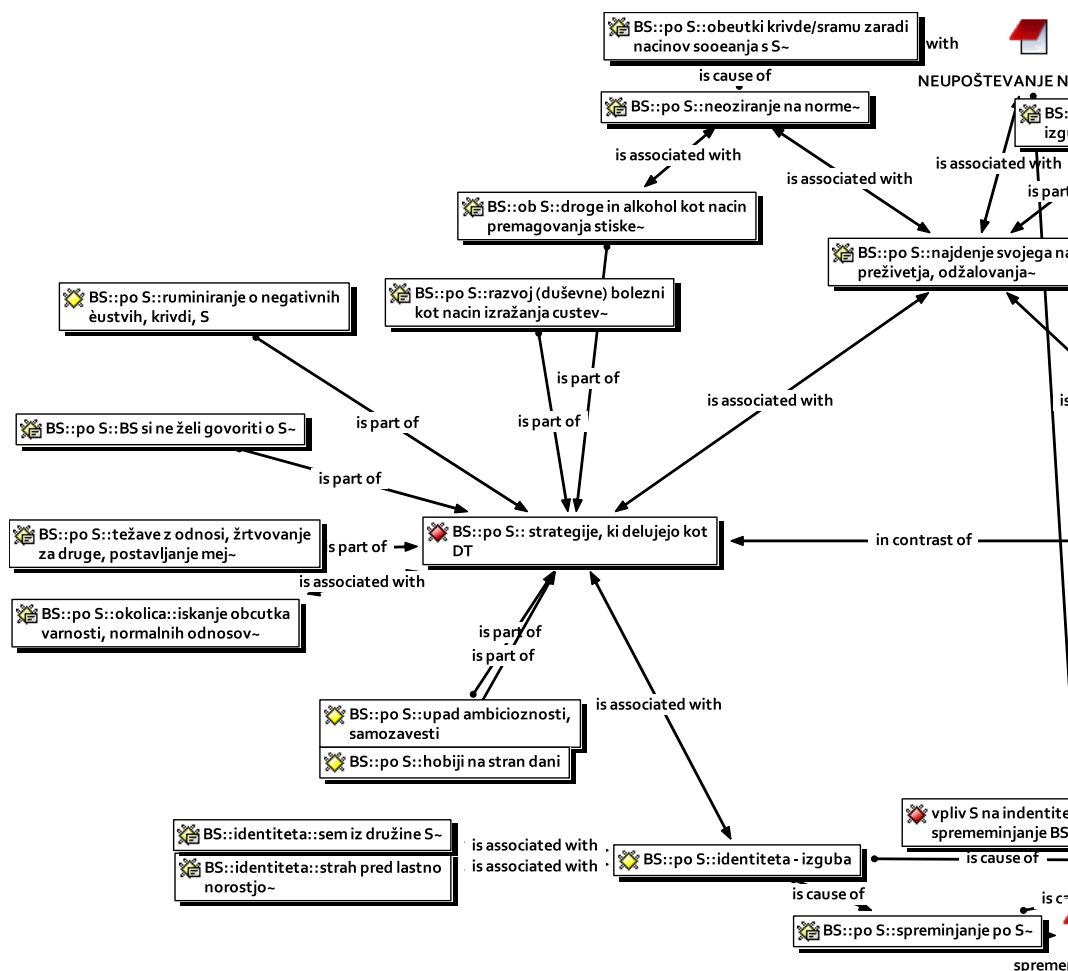 BS::po S::obeutki krivde/sramu zaradi
nacinov sooeanja s S~
with
is cause of
NEUPOŠTEVANJE N
BS::po S::neoziranje na norme~
BS:
izgu
is associated with
is associated with
is associated with
is part
BS::ob S::droge in alkohol kot nacin
premagovanja stiske~
BS::po S::najdenje svojega na
preživetja, odžalovanja~
BS::po S::ruminiranje o negativnih
èustvih, krivdi, S
BS::po S::razvoj (duševne) bolezni
kot nacin izražanja custev~
is part of
is associated with
is
is part of
is part of
BS::po S::BS si ne želi govoriti o S~
is part of
BS::po S::težave z odnosi, žrtvovanje
za druge, postavljanje mej~
s part of
BS::po S:: strategije, ki delujejo kot
DT
in contrast of
is associated with
BS::po S::okolica::iskanje obcutka
varnosti, normalnih odnosov~
is part of
is part of
is associated with
BS::po S::upad ambicioznosti,
samozavesti
BS::po S::hobiji na stran dani
vpliv S na indentite
sprememinjanje BS
BS::identiteta::sem iz družine S~
is associated with
BS::identiteta::strah pred lastno
norostjo~
is associated with
BS::po S::identiteta - izguba
is cause of
is cause of
is c
BS::po S::spreminjanje po S~
spremer